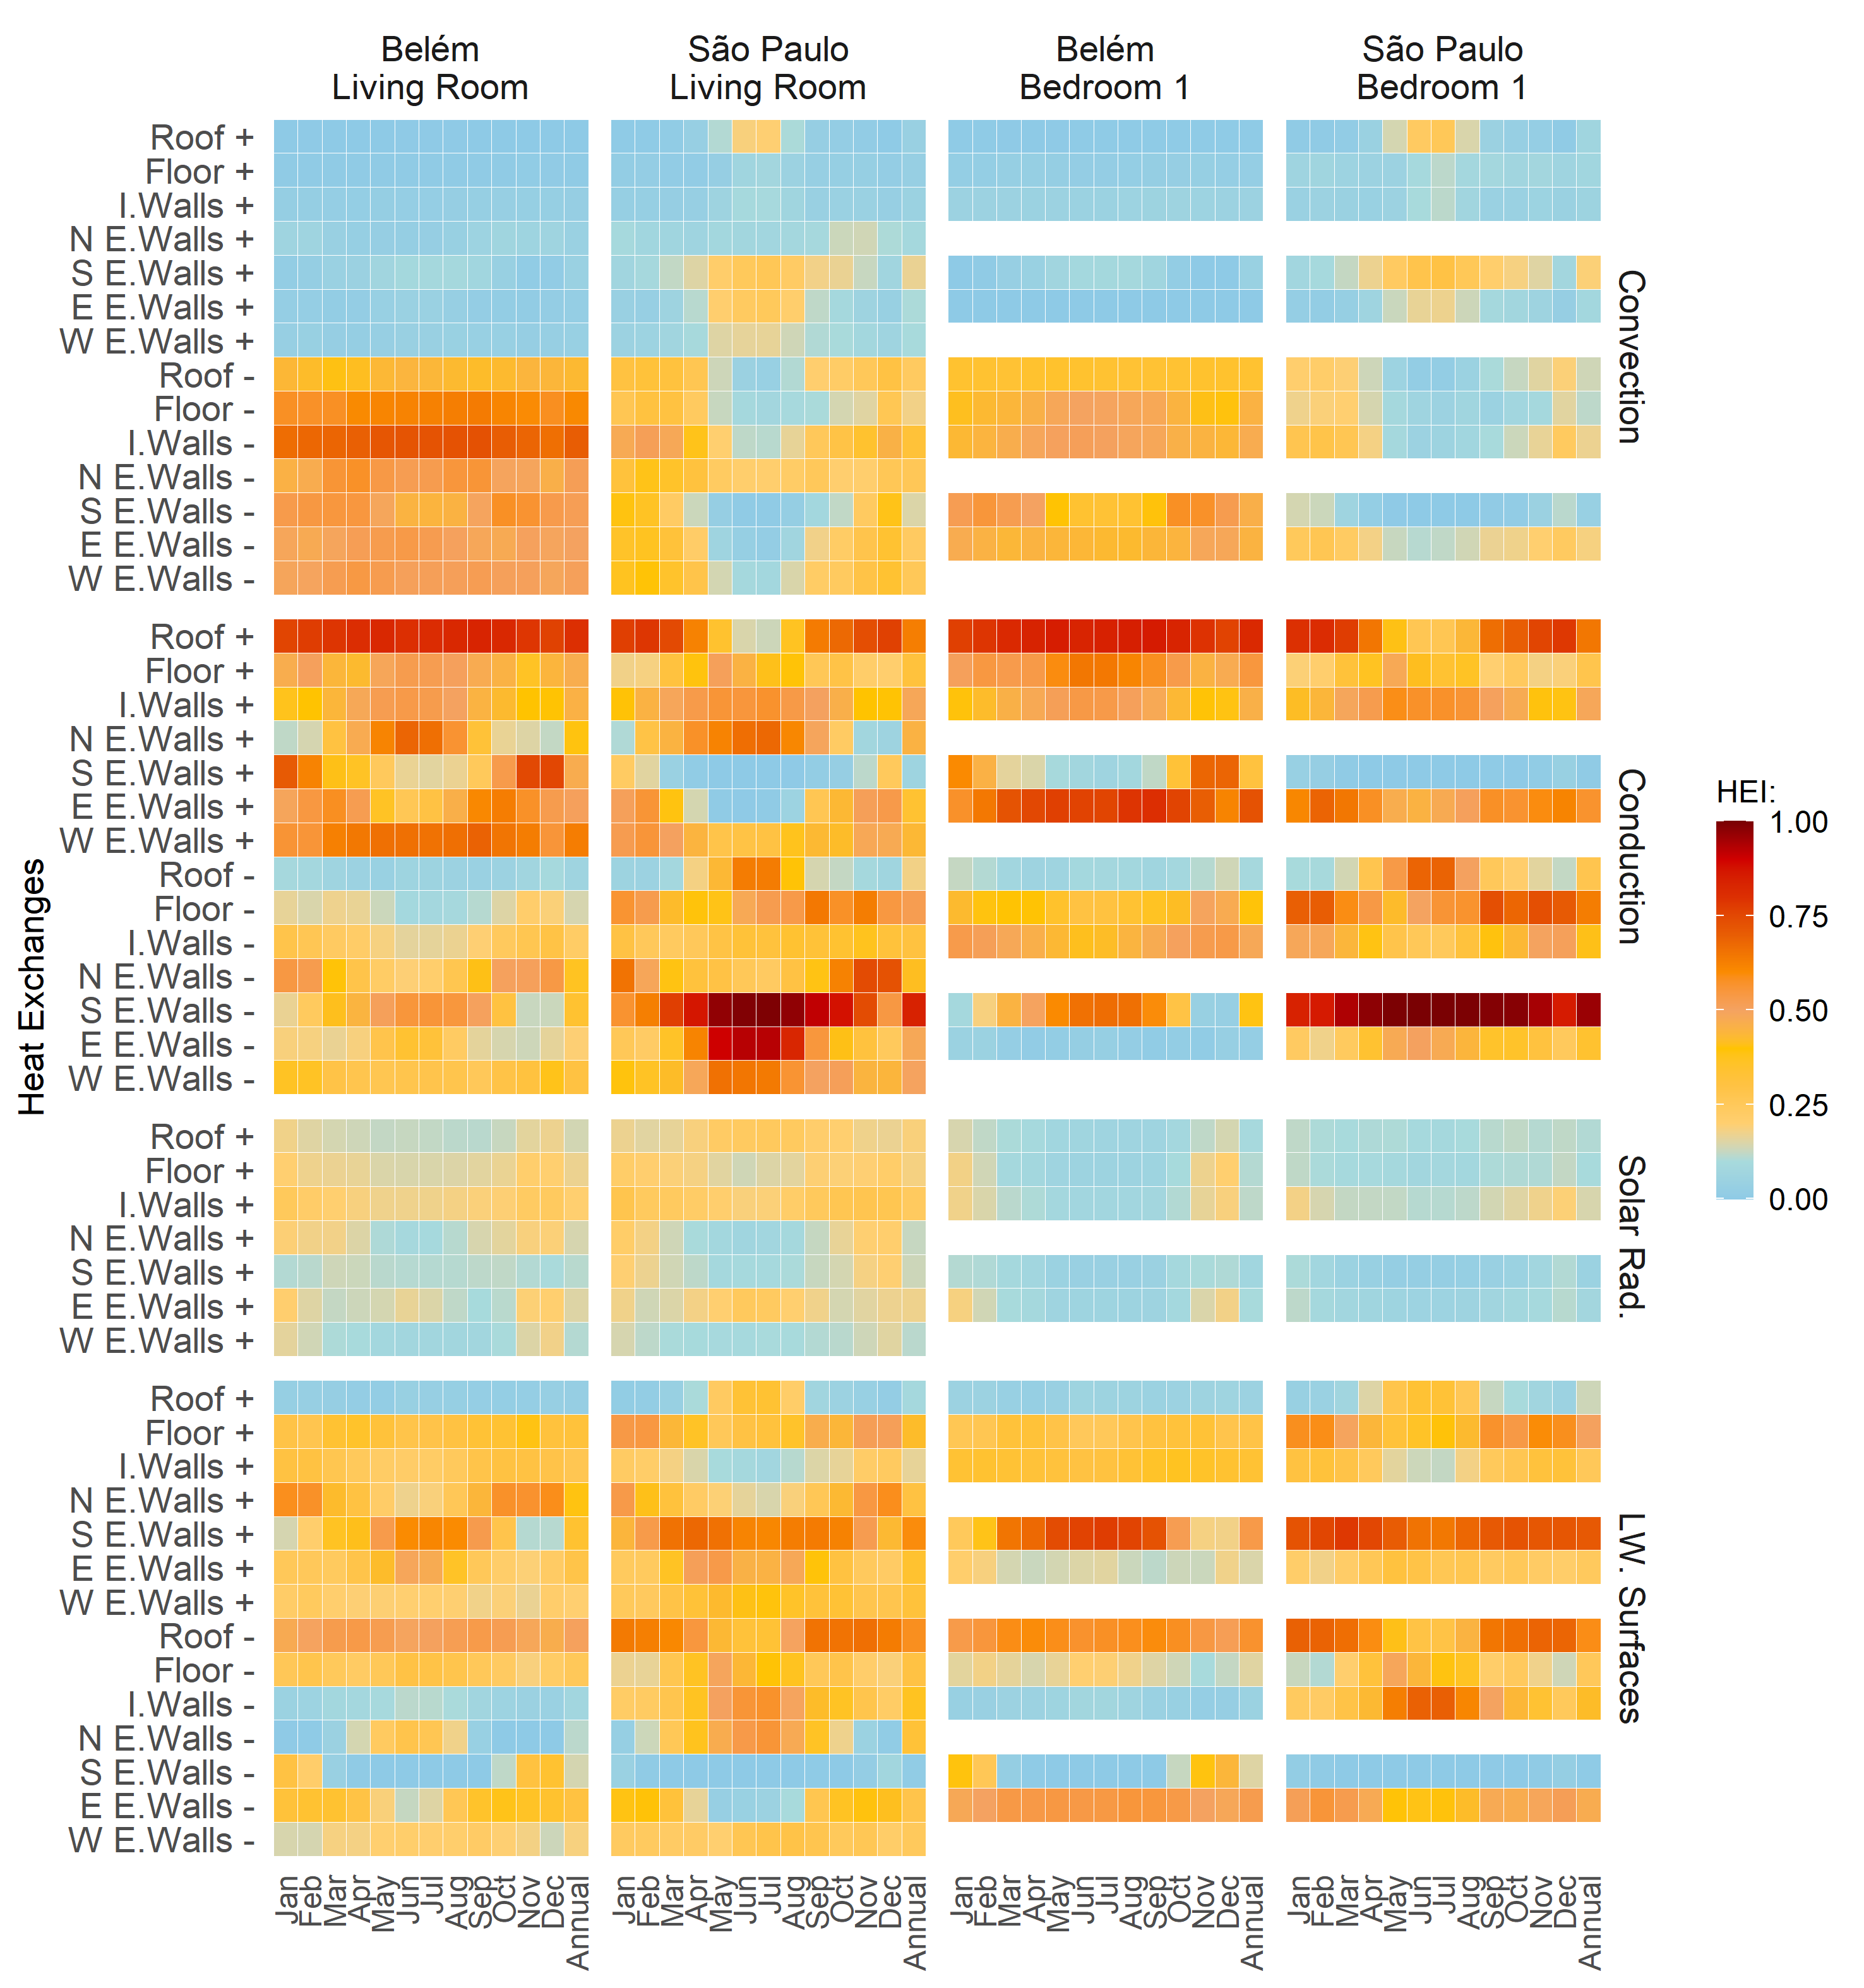 Belém
Living Room
São Paulo
Living Room
Belém
Bedroom 1
São Paulo
Bedroom 1
Heat Exchanges
Roof +
Floor +
I.Walls +
N E.Walls +
S E.Walls +
E E.Walls +
W E.Walls +
Roof -
Floor -
I.Walls -
N E.Walls -
S E.Walls -
E E.Walls -
W E.Walls -
Convection
Roof +
Floor +
I.Walls +
N E.Walls +
S E.Walls +
E E.Walls +
W E.Walls +
Roof -
Floor -
I.Walls -
N E.Walls -
S E.Walls -
E E.Walls -
W E.Walls -
Conduction
Roof +
Floor +
I.Walls +
N E.Walls +
S E.Walls +
E E.Walls +
W E.Walls +
Solar Rad.
Roof +
Floor +
I.Walls +
N E.Walls +
S E.Walls +
E E.Walls +
W E.Walls +
Roof -
Floor -
I.Walls -
N E.Walls -
S E.Walls -
E E.Walls -
W E.Walls -
LW. Surfaces
Jan Feb Mar Apr May Jun Jul Aug Sep Oct Nov Dec Annual
Jan Feb Mar Apr May Jun Jul Aug Sep Oct Nov Dec Annual
Jan Feb Mar Apr May Jun Jul Aug Sep Oct Nov Dec Annual
Jan Feb Mar Apr May Jun Jul Aug Sep Oct Nov Dec Annual
HEI:
1.00
0.75
0.50
0.25
0.00